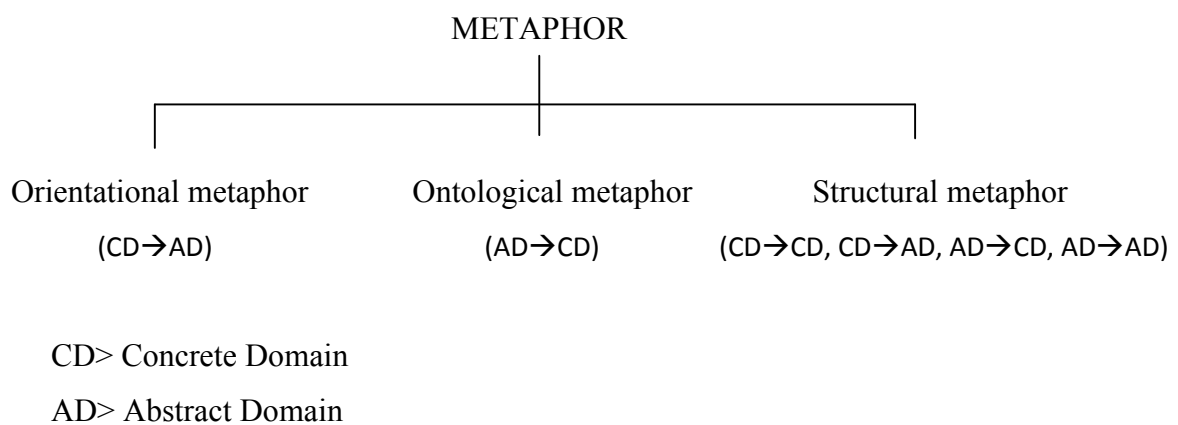 METAPHOR
Orientational metaphor Ontological metaphor Structural metaphor
(CD→AD) (AD→CD) (CD→CD, CD→AD, AD→CD, AD→AD)
CD> Concrete Domain
AD> Abstract Domain